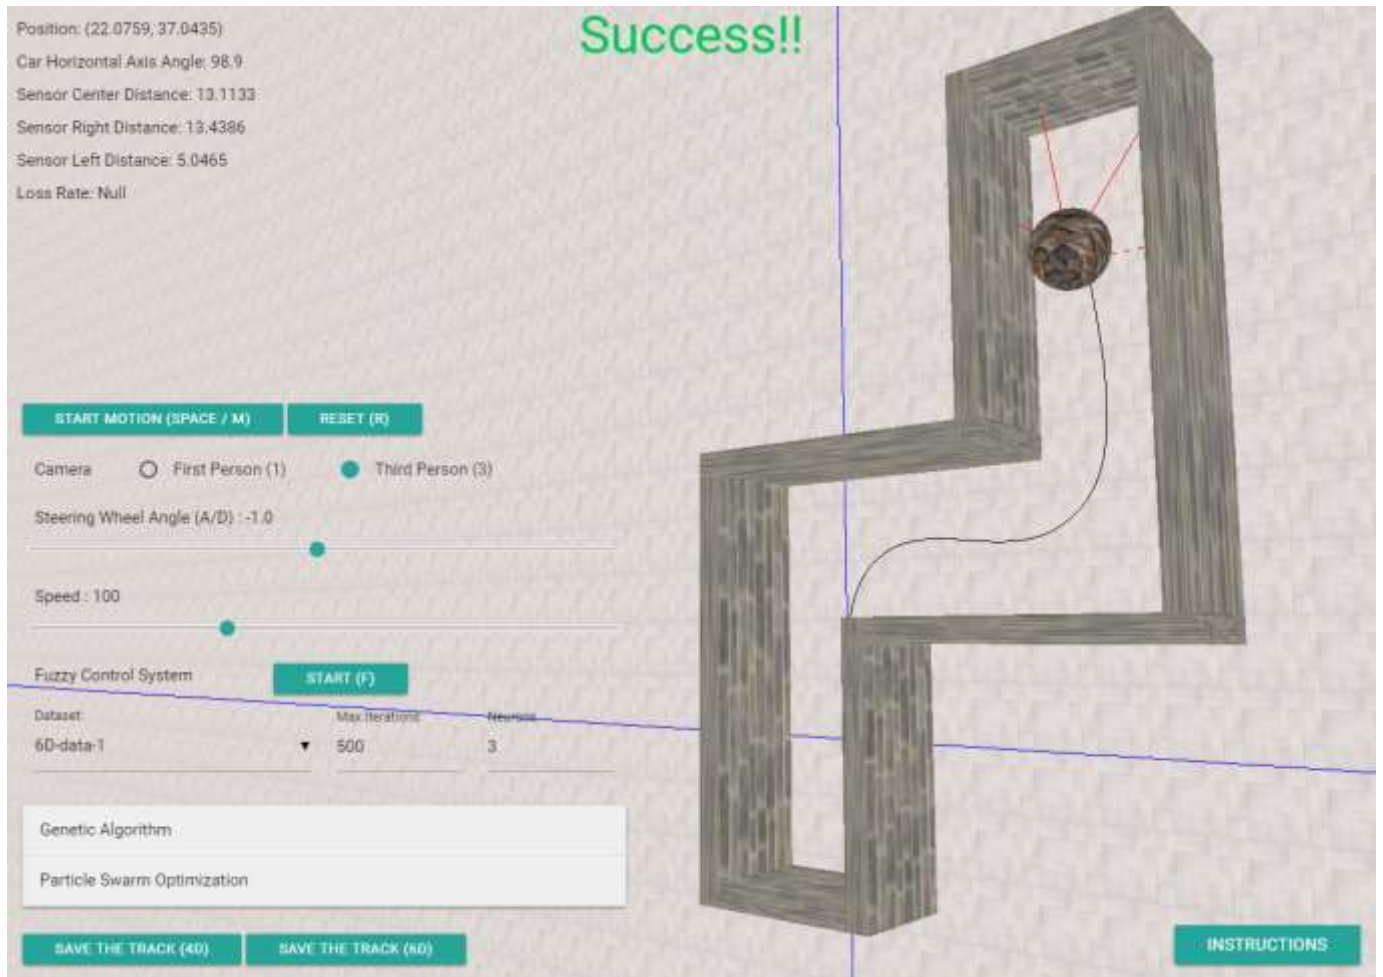 Position: (22.0759, 37.0435)
Success!!
Car Horizontal Axis Angle: 98.9
Sensor Center Distance: 13.1133
Sensor Right Distance: 13.4386
Sensor Left Distance: 5.0465
Loss Rate: Null
START MOTION (SPACE / M) RESET (R)
Camera First Person (1) Third Person (3)
Steering Wheel Angle (A/D) : -1.0
Speed : 100
Fuzzy Control System START (F)
Dataset Max Iterations Neurons
6D-data-1 500 3
Genetic Algorithm
Particle Swarm Optimization
SAVE THE TRACK (4D) SAVE THE TRACK (6D)
INSTRUCTIONS